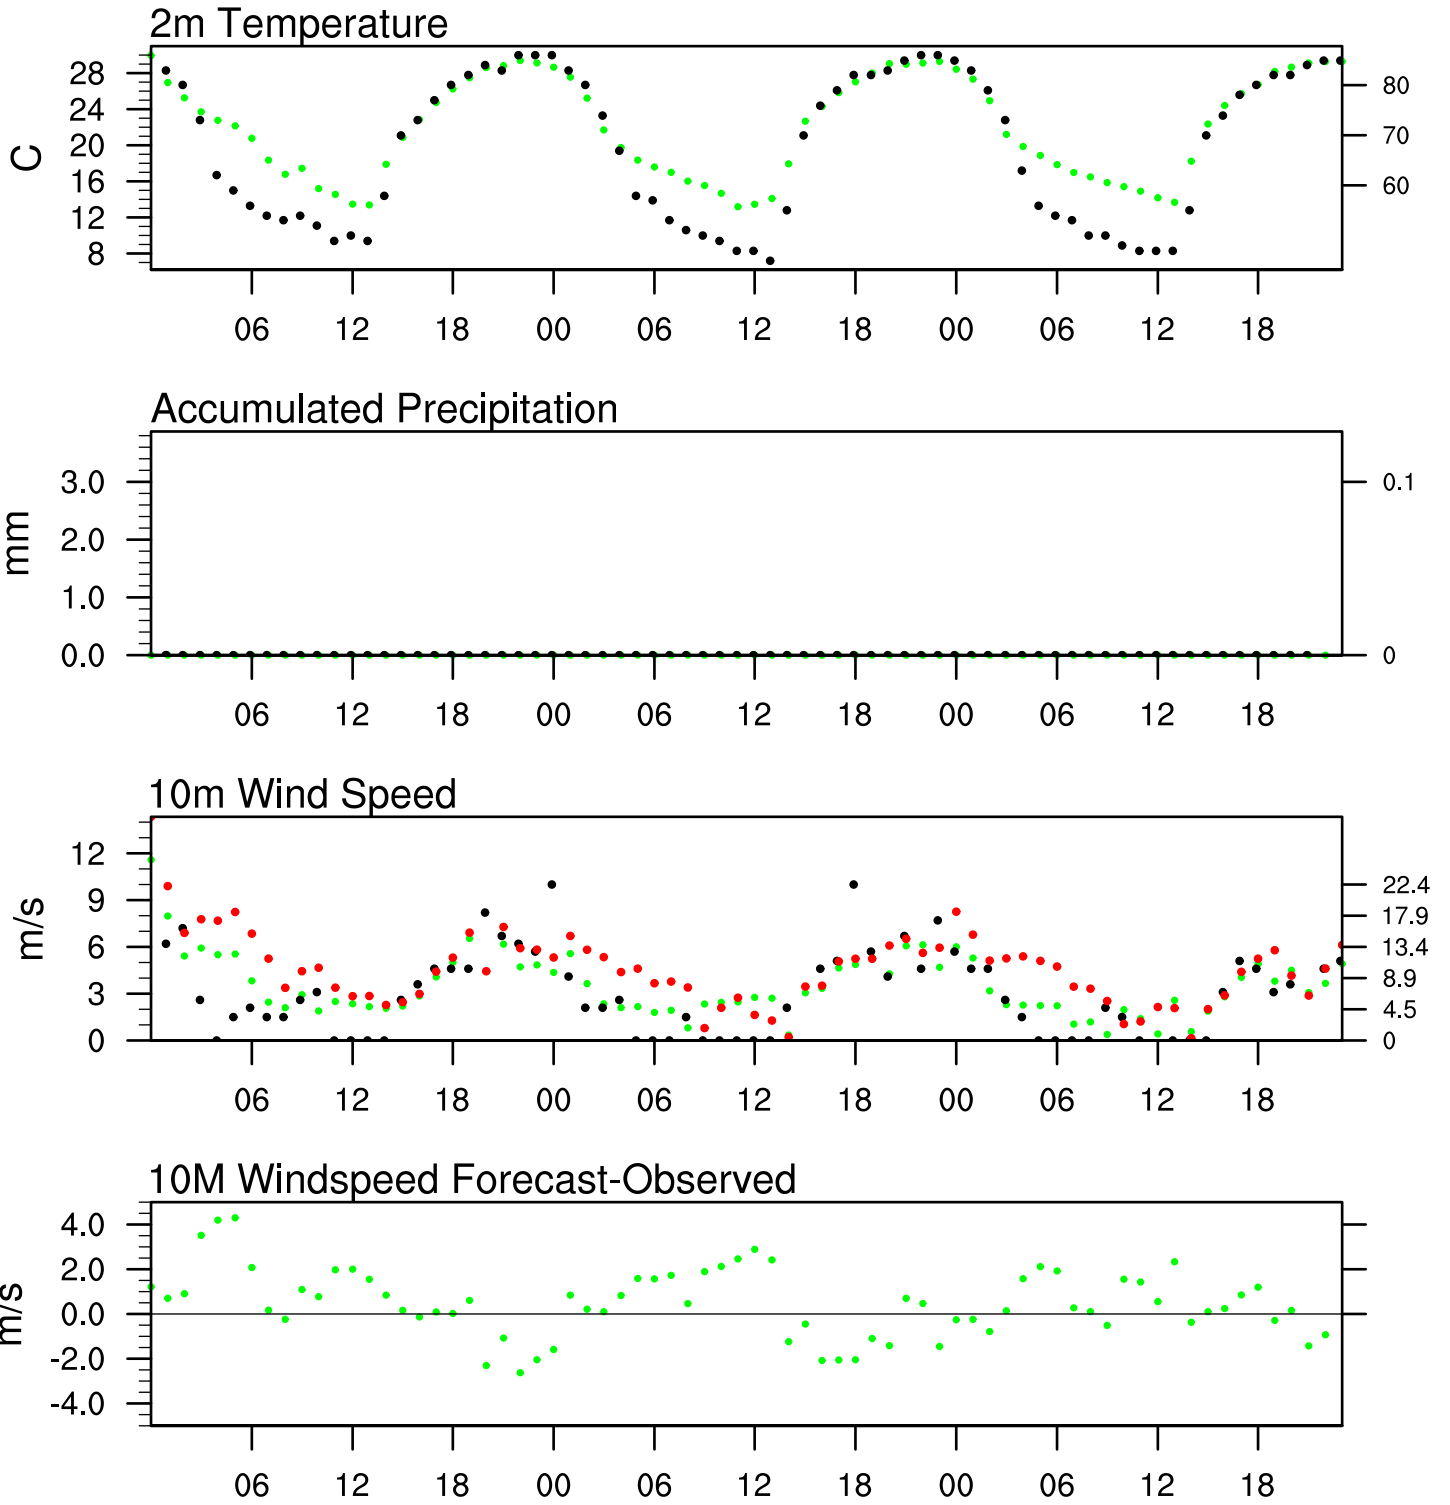 2m Temperature
28
24
20
16
12
8
C
80
70
60
06 12 18 00 06 12 18 00 06 12 18
Accumulated Precipitation
3.0
2.0
1.0
0.0
mm
0.1
0
06 12 18 00 06 12 18 00 06 12 18
10m Wind Speed
12
9
6
3
0
m/s
22.4
17.9
13.4
8.9
4.5
0
06 12 18 00 06 12 18 00 06 12 18
10M Windspeed Forecast-Observed
4.0
2.0
0.0
-2.0
-4.0
m/s
06 12 18 00 06 12 18 00 06 12 18